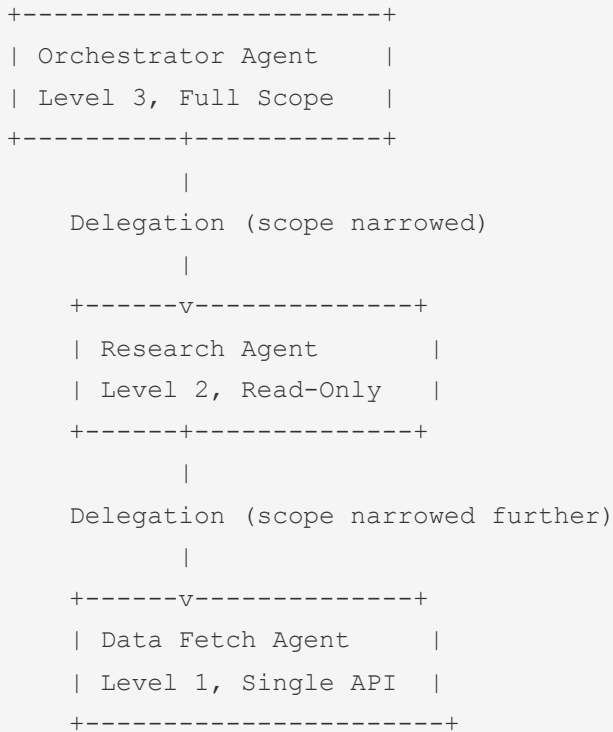 +------------------------+
| Orchestrator Agent     |
| Level 3, Full Scope    |
+----------+------------+
           |
    Delegation (scope narrowed)
           |
    +------v--------------+
    | Research Agent       |
    | Level 2, Read-Only   |
    +------+--------------+
           |
    Delegation (scope narrowed further)
           |
    +------v--------------+
    | Data Fetch Agent     |
    | Level 1, Single API  |
    +-----------------------+